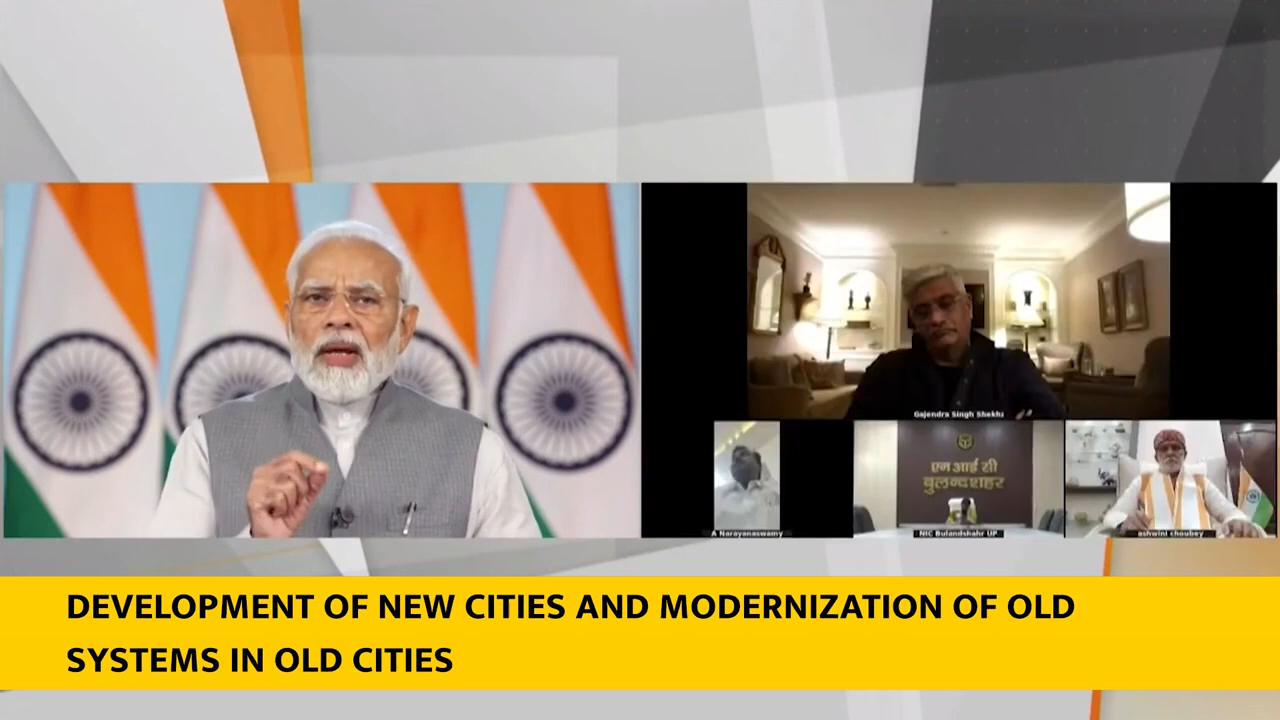 Gajendra Singh Shekha
एन आई सी
बुलन्दशहर
A Narayanaswamy
NIC Bulandshahr UP
ashwini choubey
DEVELOPMENT OF NEW CITIES AND MODERNIZATION OF OLD
SYSTEMS IN OLD CITIES